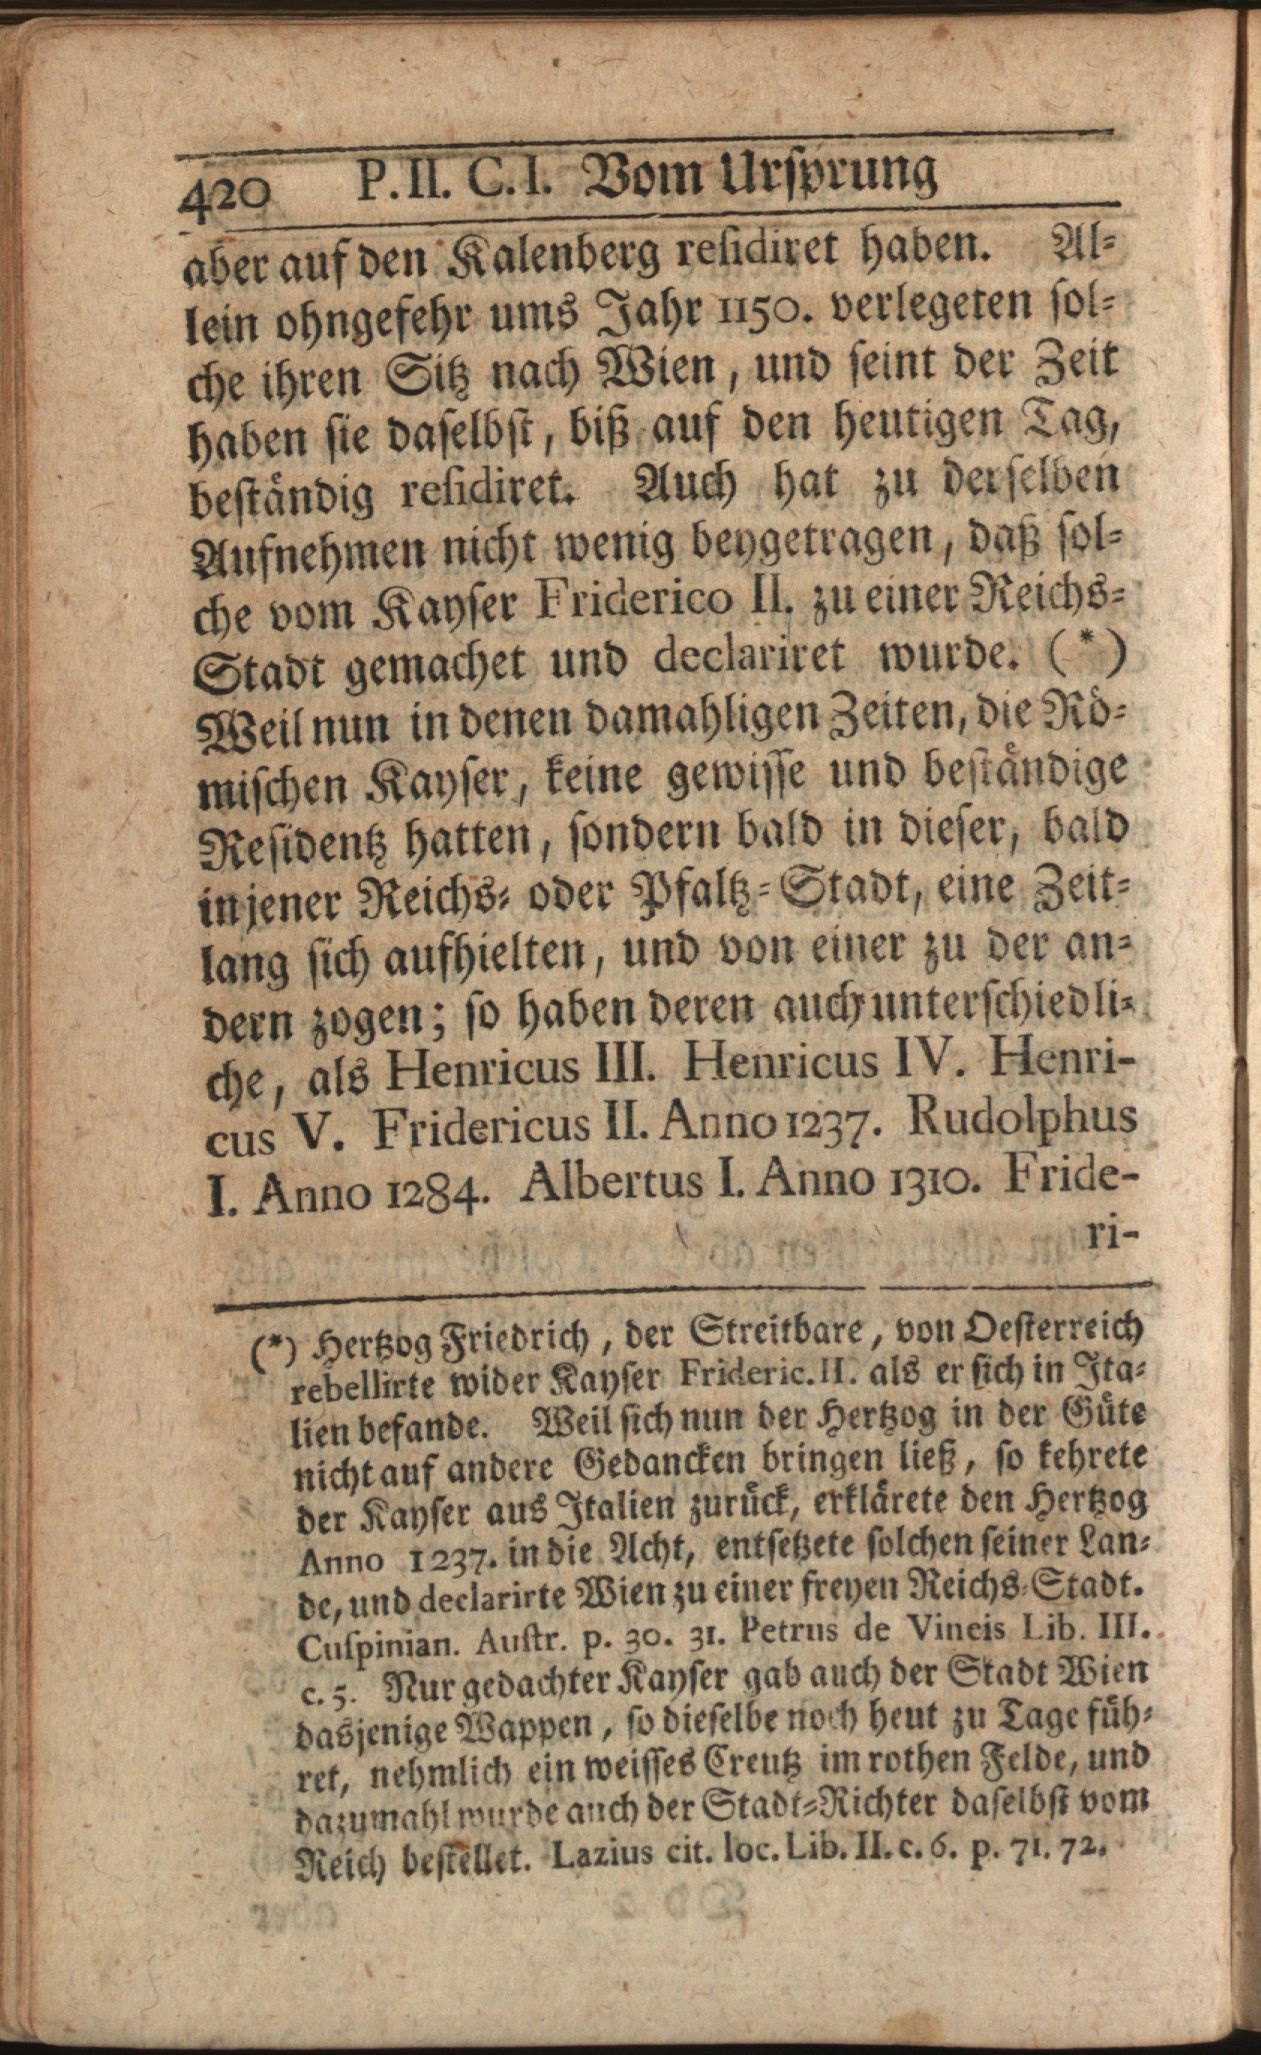 420 P. II. C. I. Vom Urſprung
aber auf den Kalenberg reſidiret haben. Al-
lein ohngefehr ums Jahr 1150. verlegeten ſol-
che ihren Sitz nach Wien, und ſeint der Zeit
haben ſie daſelbſt, biß auf den heutigen Tag,
beſtändig reſidiret. Auch hat zu derſelben
Aufnehmen nicht wenig beygetragen, daß ſol-
che vom Kayſer Friderico II. zu einer Reichs-
Stadt gemachet und declariret wurde. (*)
Weil nun in denen damahligen Zeiten, die Rö-
miſchen Kayſer, keine gewiſſe und beſtändige
Reſidentz hatten, ſondern bald in dieſer, bald
in jener Reichs- oder Pfaltz-Stadt, eine Zeit-
lang ſich aufhielten, und von einer zu der an-
dern zogen; ſo haben deren auch unterſchiedli-
che, als Henricus III. Henricus IV. Henri-
cus V. Fridericus II. Anno 1237. Rudolphus
I. Anno 1284. Albertus I. Anno 1310. Fride-
ri-
(*) Hertzog Friedrich, der Streitbare, von Oeſterreich
rebellirte wider Kayſer Frideric. II. als er ſich in Ita-
lien befande. Weil ſich nun der Hertzog in der Güte
nicht auf andere Gedancken bringen ließ, ſo kehrete
der Kayſer aus Italien zurück, erklärete den Hertzog
Anno 1237. in die Acht, entſetzete ſolchen ſeiner Lan-
de, und declarirte Wien zu einer freyen Reichs-Stadt.
Cuſpinian. Auſtr. p. 30. 31. Petrus de Vineis Lib. III.
c. 5. Nur gedachter Kayſer gab auch der Stadt Wien
dasjenige Wappen, ſo dieſelbe noch heut zu Tage füh-
ret, nehmlich ein weiſſes Creutz im rothen Felde, und
dazumahl wurde auch der Stadt-Richter daſelbſt vom
Reich beſtellet. Lazius cit. loc. Lib. II. c. 6. p. 71. 72.